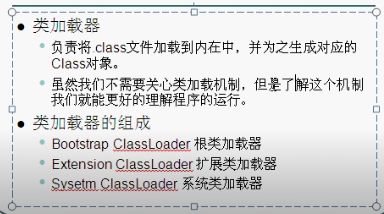 类加载器
负责将.class文件加载到内在中，并为之生成对应的
Class对象。
虽然我们不需要关心类加载机制，但是了解这个机制
我们就能更好的理解程序的运行。
类加载器的组成
Bootstrap ClassLoader 根类加载器
Extension ClassLoader 扩展类加载器
Sysetm ClassLoader 系统类加载器